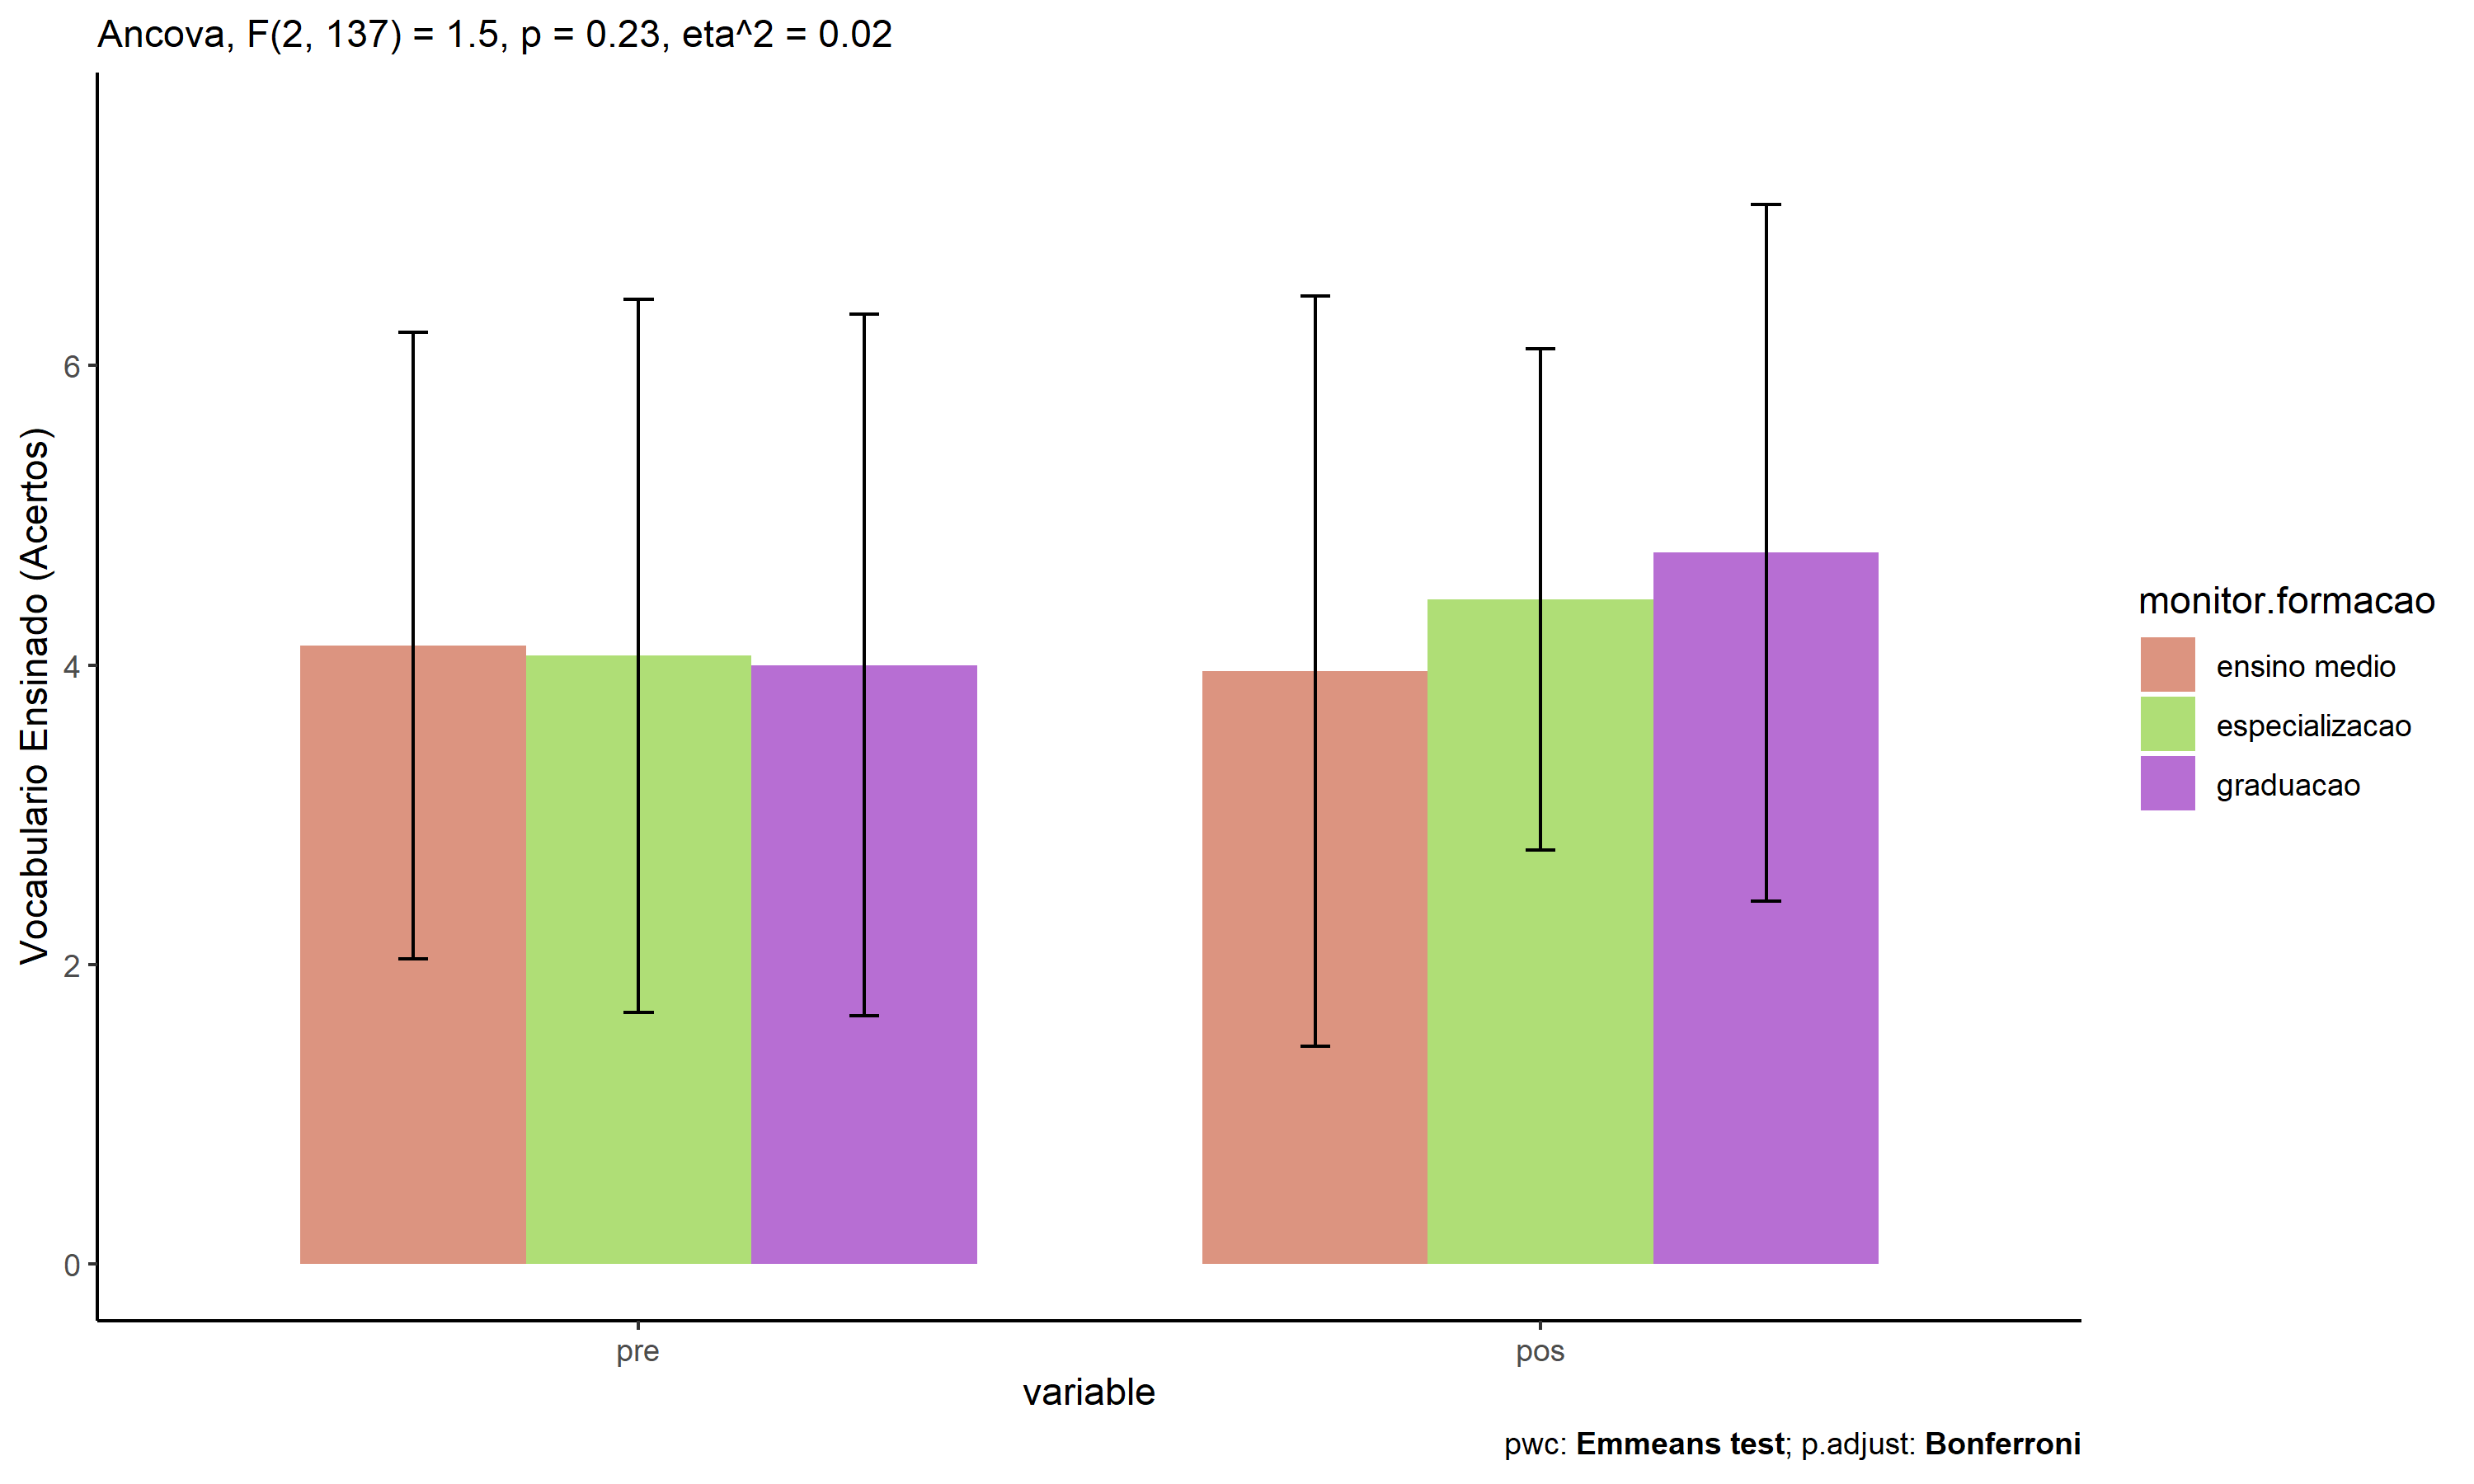 Ancova, F(2, 137) = 1.5, p = 0.23, eta^2 = 0.02
Vocabulario Ensinado (Acertos)
6
4
2
0
pre
pos
variable
monitor.formacao
ensino medio
especializacao
graduacao
pwc: Emmeans test; p.adjust: Bonferroni